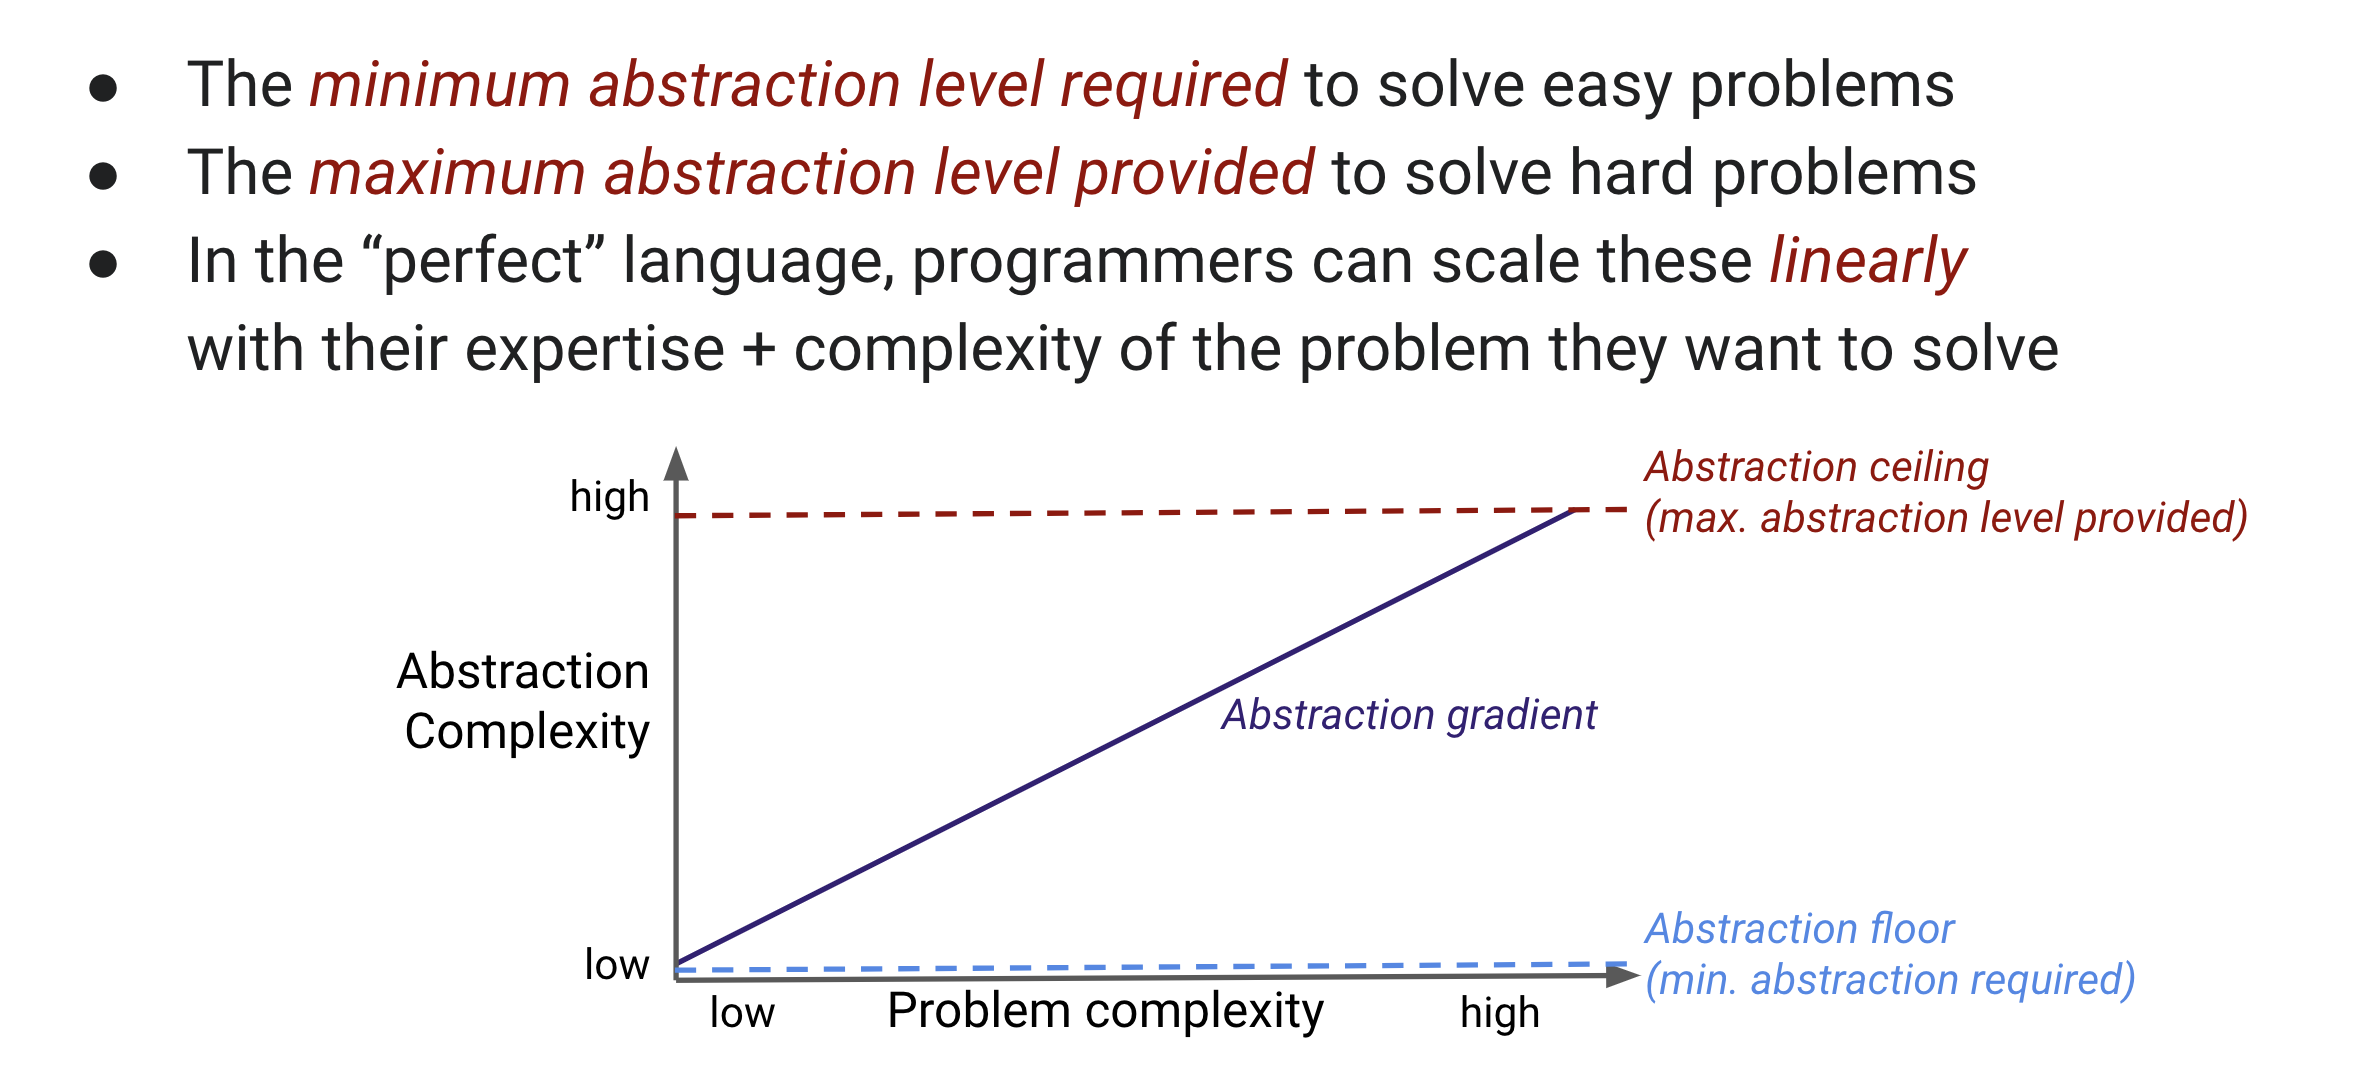 ● The minimum abstraction level required to solve easy problems
● The maximum abstraction level provided to solve hard problems
● In the “perfect” language, programmers can scale these linearly
with their expertise + complexity of the problem they want to solve
Abstraction ceiling
(max. abstraction level provided)
high
Abstraction
Complexity
Abstraction gradient
low
Abstraction floor
(min. abstraction required)
low
Problem complexity
high